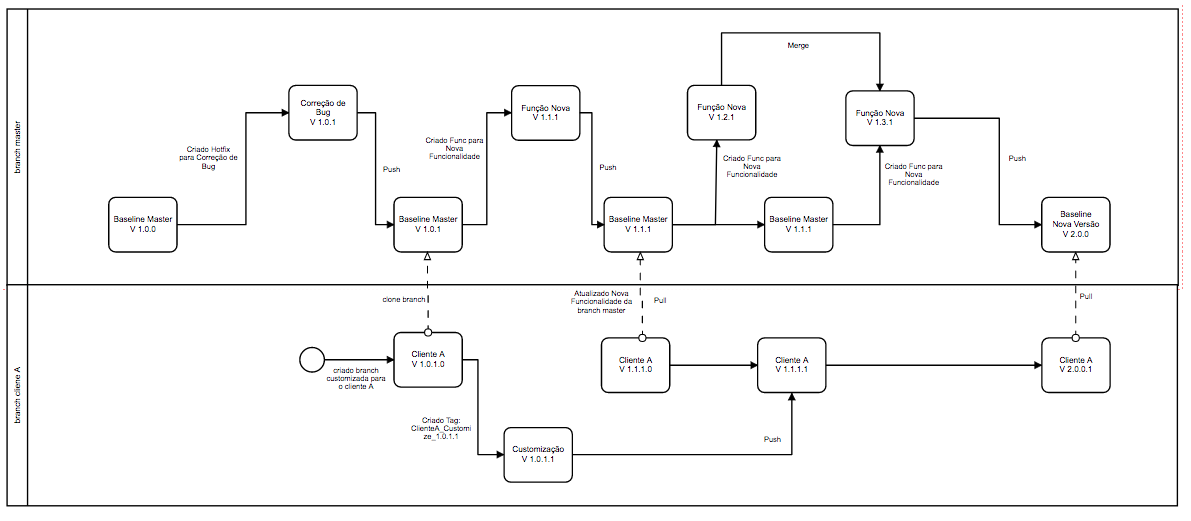 branch master
Merge
Correção de
Bug
V 1.0.1
Função Nova
V 1.1.1
Função Nova
V 1.2.1
Função Nova
V 1.3.1
Criado Hotfix
para Correção de
Bug
Push
Criado Func para
Nova
Funcionalidade
Push
Criado Func para
Nova
Funcionalidade
Criado Func para
Nova
Funcionalidade
Push
Baseline Master
V 1.0.0
Baseline Master
V 1.0.1
Baseline Master
V 1.1.1
Baseline Master
V 1.1.1
Baseline
Nova Versão
V 2.0.0
branch cliene A
clone branch
Atualizado Nova
Funcionalidade da
branch master
Pull
Pull
criado branch
customizada para
o cliente A
Cliente A
V 1.0.1.0
Cliente A
V 1.1.1.0
Cliente A
V 1.1.1.1
Cliente A
V 2.0.0.1
Criado Tag:
ClienteA_Customi
ze_1.0.1.1
Customização
V 1.0.1.1
Push